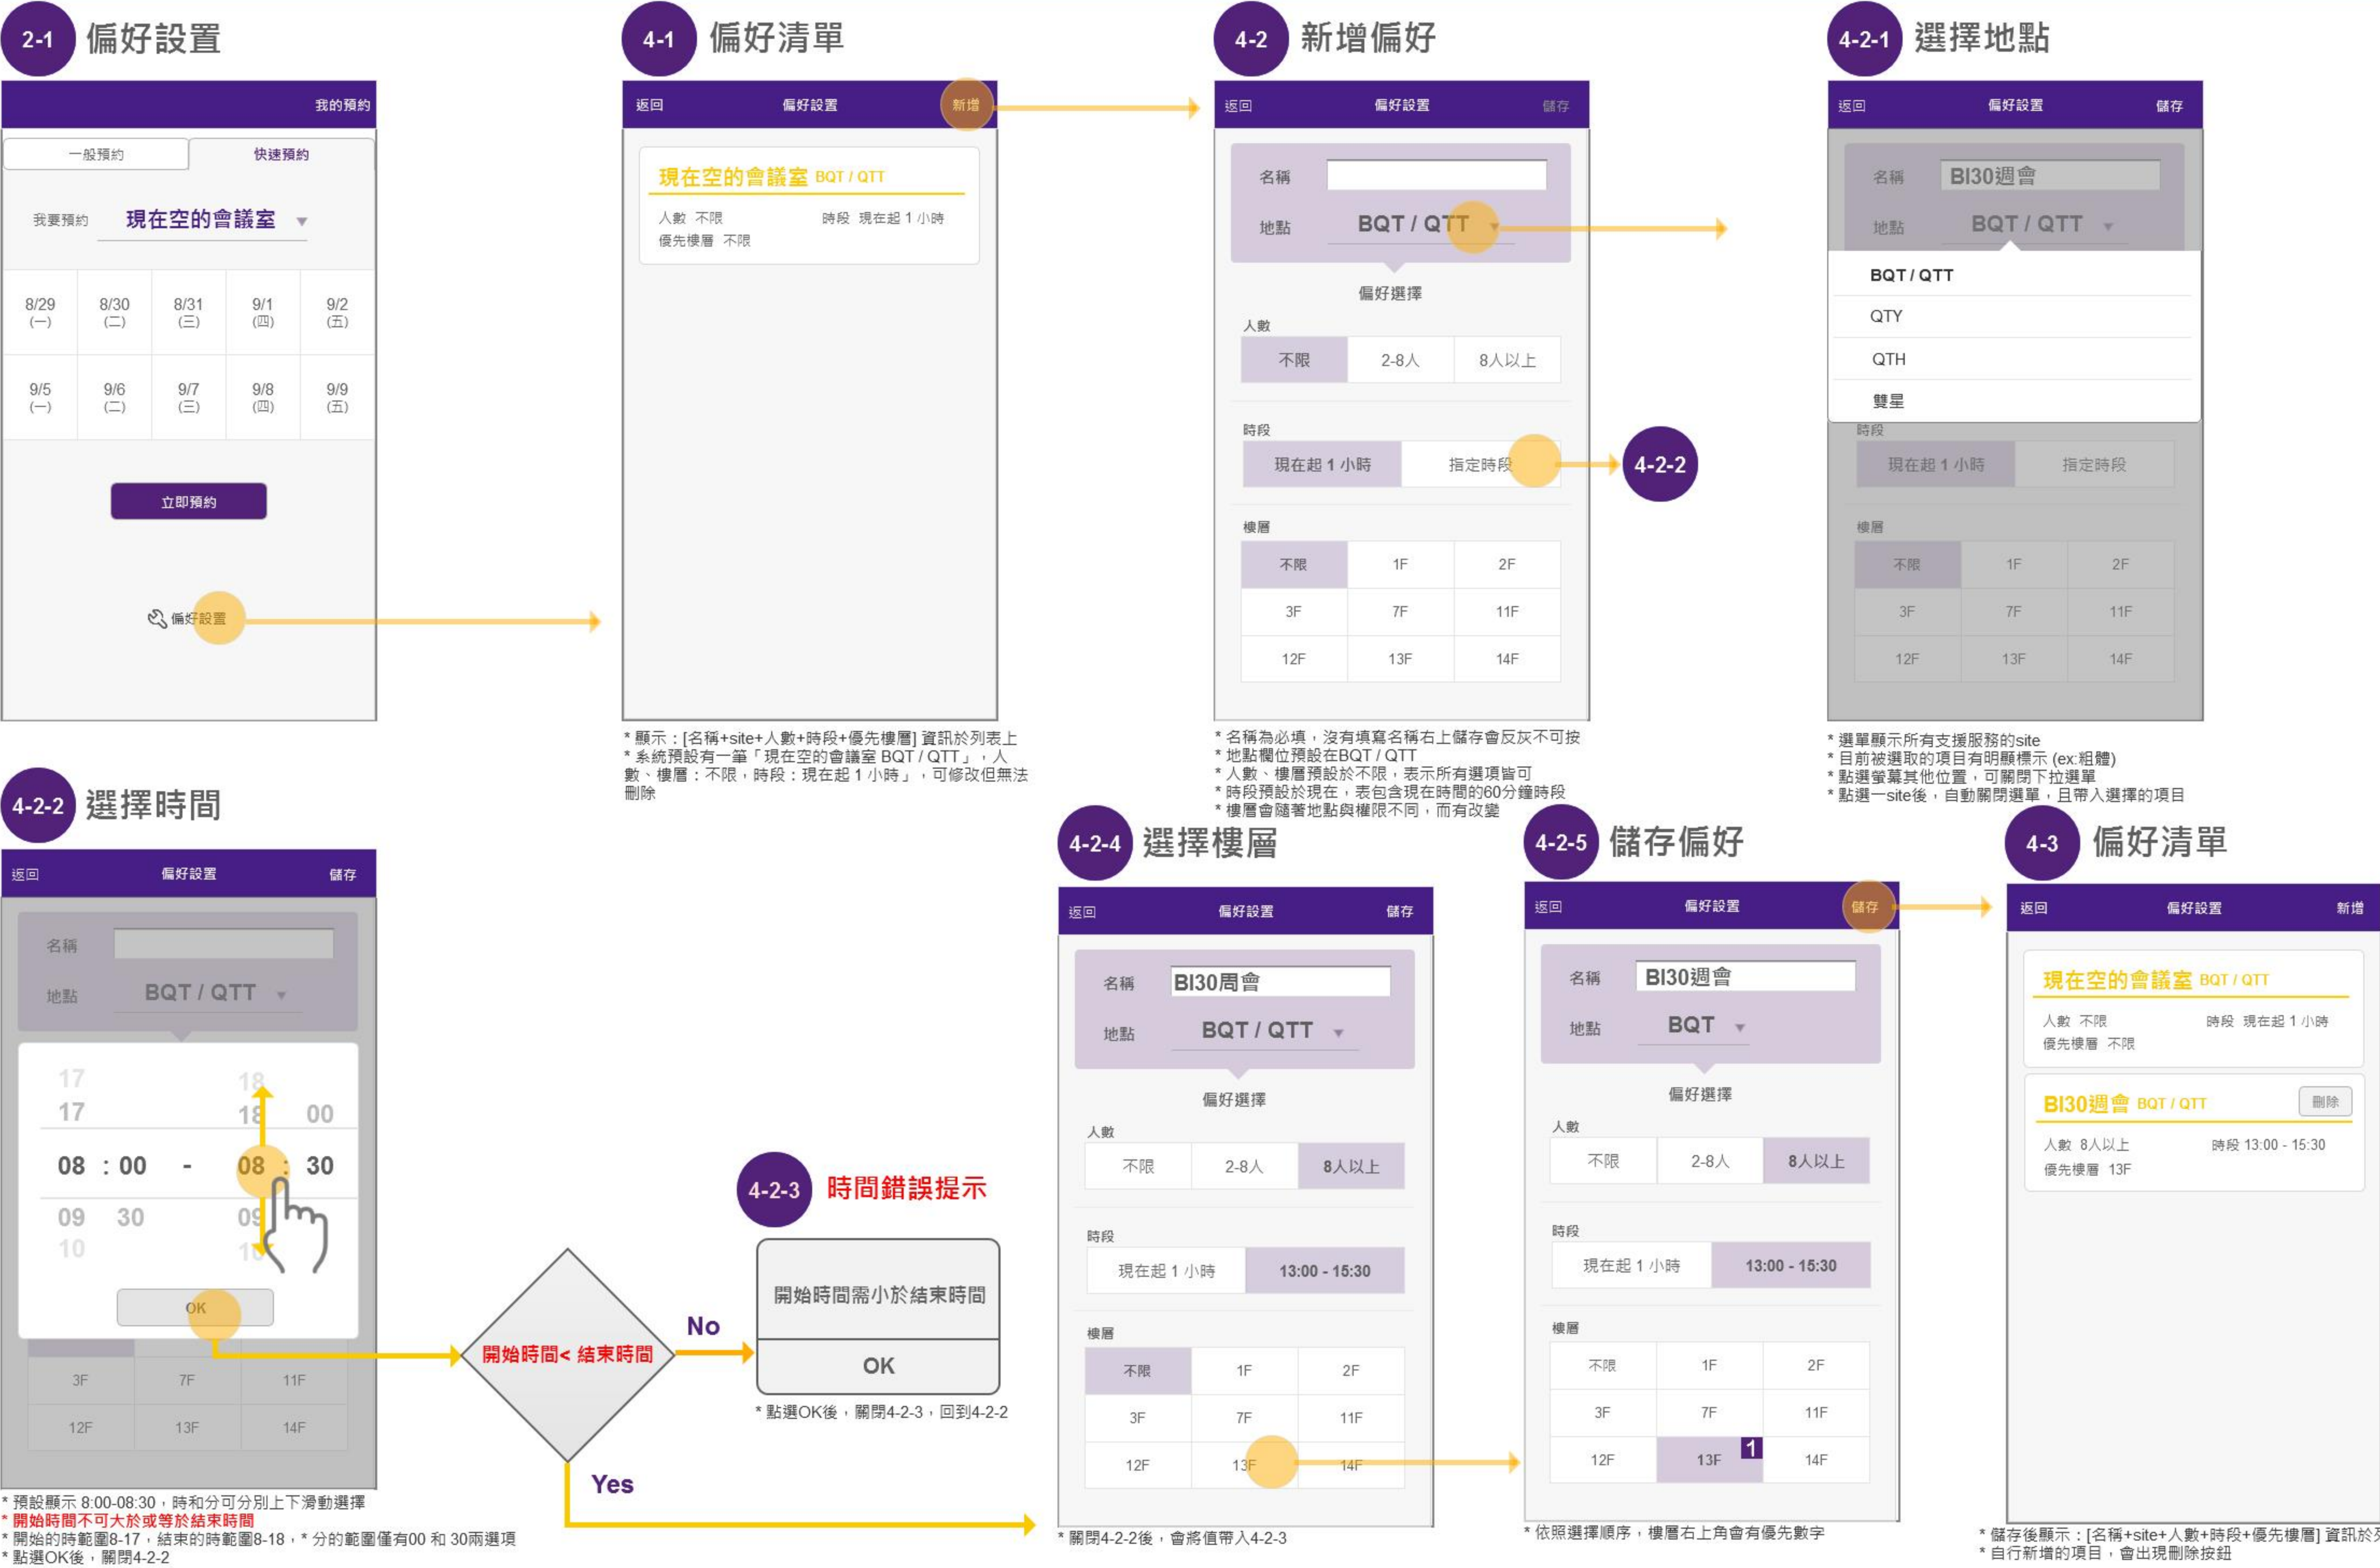 2-1 偏好設置
我的預約
一般預約 快速預約
我要預約 現在空的會議室
8/29 8/30 8/31 9/1 9/2
(一) (二) (三) (四) (五)
9/5 9/6 9/7 9/8 9/9
(一) (二) (三) (四) (五)
立即預約
偏好設置
4-1 偏好清單
返回 偏好設置 新增
現在空的會議室 BQT / QTT
人數 不限 時段 現在起 1 小時
優先樓層 不限
* 顯示：[名稱+site+人數+時段+優先樓層] 資訊於列表上
* 系統預設有一筆「現在空的會議室 BQT / QTT」，人
數、樓層：不限，時段：現在起 1 小時」，可修改但無法
刪除
4-2 新增偏好
返回 偏好設置 儲存
名稱
地點 BQT / QTT
偏好選擇
人數
不限 2-8人 8人以上
時段
現在起 1 小時 指定時段
4-2-2
樓層
不限 1F 2F
3F 7F 11F
12F 13F 14F
* 名稱為必填，沒有填寫名稱右上儲存會反灰不可按
* 地點欄位預設在BQT / QTT
* 人數、樓層預設於不限，表示所有選項皆可
* 時段預設於現在，表包含現在時間的60分鐘時段
* 樓層會隨著地點與權限不同，而有改變
4-2-1 選擇地點
返回 偏好設置 儲存
名稱 BI30週會
地點 BQT / QTT
BQT / QTT
QTY
QTH
雙星
時段
現在起 1 小時 指定時段
樓層
不限 1F 2F
3F 7F 11F
12F 13F 14F
* 選單顯示所有支援服務的site
* 目前被選取的項目有明顯標示 (ex:粗體)
* 點選螢幕其他位置，可關閉下拉選單
* 點選一site後，自動關閉選單，且帶入選擇的項目
4-2-2 選擇時間
返回 偏好設置 儲存
名稱
地點 BQT / QTT
17 18
17 18 00
08 : 00 - 08 : 30
09 30 09
10 10
OK
3F 7F 11F
12F 13F 14F
* 預設顯示 8:00-08:30，時和分可分別上下滑動選擇
* 開始時間不可大於或等於結束時間
* 開始的時範圍8-17，結束的時範圍8-18，* 分的範圍僅有00 和 30兩選項
* 點選OK後，關閉4-2-2
開始時間< 結束時間
No
Yes
4-2-3 時間錯誤提示
開始時間需小於結束時間
OK
* 點選OK後，關閉4-2-3，回到4-2-2
4-2-4 選擇樓層
返回 偏好設置 儲存
名稱 BI30周會
地點 BQT / QTT
偏好選擇
人數
不限 2-8人 8人以上
時段
現在起 1 小時 13:00 - 15:30
樓層
不限 1F 2F
3F 7F 11F
12F 13F 14F
* 關閉4-2-2後，會將值帶入4-2-3
4-2-5 儲存偏好
返回 偏好設置 儲存
名稱 BI30週會
地點 BQT
偏好選擇
人數
不限 2-8人 8人以上
時段
現在起 1 小時 13:00 - 15:30
樓層
不限 1F 2F
3F 7F 11F
12F 13F 1 14F
* 依照選擇順序，樓層右上角會有優先數字
4-3 偏好清單
返回 偏好設置 新增
現在空的會議室 BQT / QTT
人數 不限 時段 現在起 1 小時
優先樓層 不限
BI30週會 BQT / QTT 刪除
人數 8人以上 時段 13:00 - 15:30
優先樓層 13F
* 儲存後顯示：[名稱+site+人數+時段+優先樓層] 資訊於
* 自行新增的項目，會出現刪除按鈕